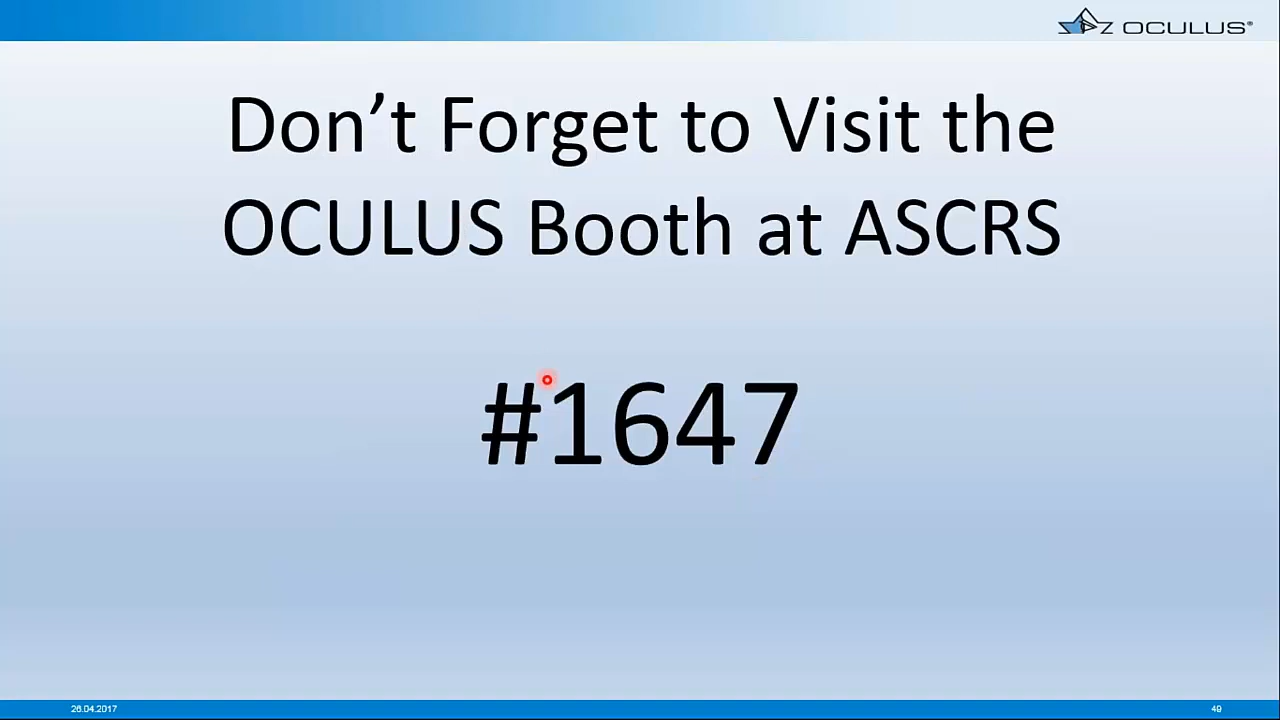 OCULUS®
Don’t Forget to Visit the
OCULUS Booth at ASCRS
#1647
26.04.2017
49